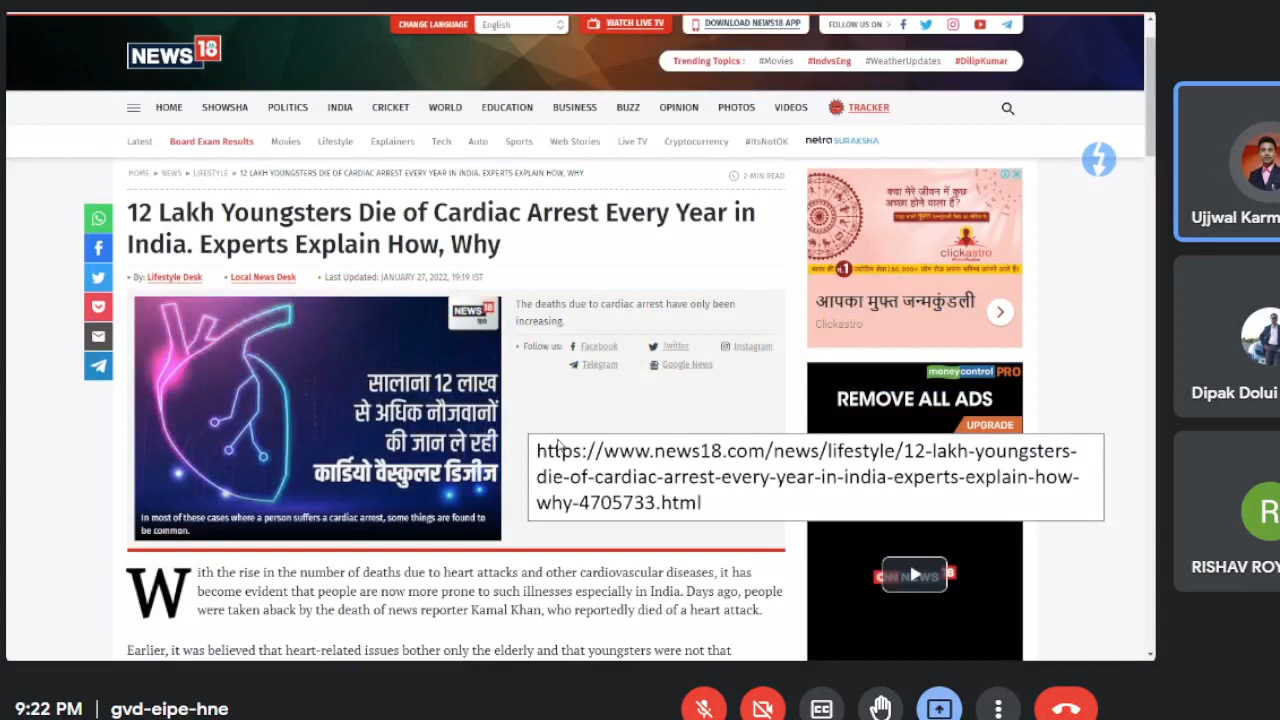 CHANGE LANGUAGE
English
WATCH LIVE TV
DOWNLOAD NEWS18 APP
FOLLOW US ON
NEWS 18
Trending Topics : #Movies #IndvsEng #WeatherUpdates #DilipKumar
HOME SHOWSHA POLITICS INDIA CRICKET WORLD EDUCATION BUSINESS BUZZ OPINION PHOTOS VIDEOS TRACKER
Latest Board Exam Results Movies Lifestyle Explainers Tech Auto Sports Web Stories Live TV Cryptocurrency #ItsNotOK netra SURAKSHA
HOME » NEWS » LIFESTYLE » 12 LAKH YOUNGSTERS DIE OF CARDIAC ARREST EVERY YEAR IN INDIA. EXPERTS EXPLAIN HOW, WHY
2-MIN READ
12 Lakh Youngsters Die of Cardiac Arrest Every Year in
India. Experts Explain How, Why
• By: Lifestyle Desk • Local News Desk • Last Updated: JANUARY 27, 2022, 19:19 IST
NEWS 18
हिंदी
सालाना 12 लाख
से अधिक नौजवानों
की जान ले रही
कार्डियो वैस्कुलर डिजीज
In most of these cases where a person suffers a cardiac arrest, some things are found to
be common.
The deaths due to cardiac arrest have only been
increasing.
• Follow us: Facebook Twitter Instagram
Telegram Google News
क्या मेरे जीवन में कुछ
अच्छा होने वाला है?
clickastro
आपका मुफ्त जन्मकुंडली
Clickastro
moneycontrol PRO
REMOVE ALL ADS
UPGRADE
https://www.news18.com/news/lifestyle/12-lakh-youngsters-
die-of-cardiac-arrest-every-year-in-india-experts-explain-how-
why-4705733.html
CNN NEWS 18
With the rise in the number of deaths due to heart attacks and other cardiovascular diseases, it has
become evident that people are now more prone to such illnesses especially in India. Days ago, people
were taken aback by the death of news reporter Kamal Khan, who reportedly died of a heart attack.
Earlier, it was believed that heart-related issues bother only the elderly and that youngsters were not that
Ujjwal Karm
Dipak Dolui
R
RISHAV ROY
9:22 PM | gvd-eipe-hne
CC